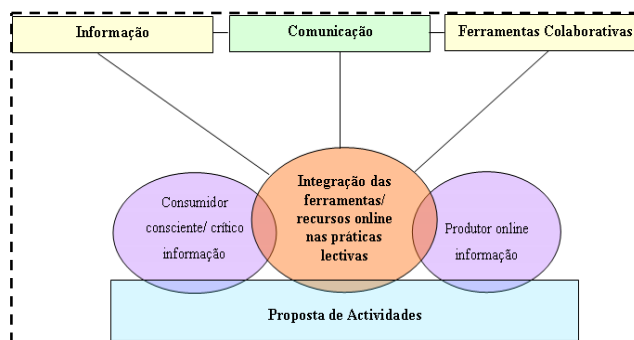 Informação
Comunicação
Ferramentas Colaborativas
Integração das
ferramentas/
recursos online
nas práticas
lectivas
Consumidor
consciente/ crítico
informação
Produtor online
informação
Proposta de Actividades